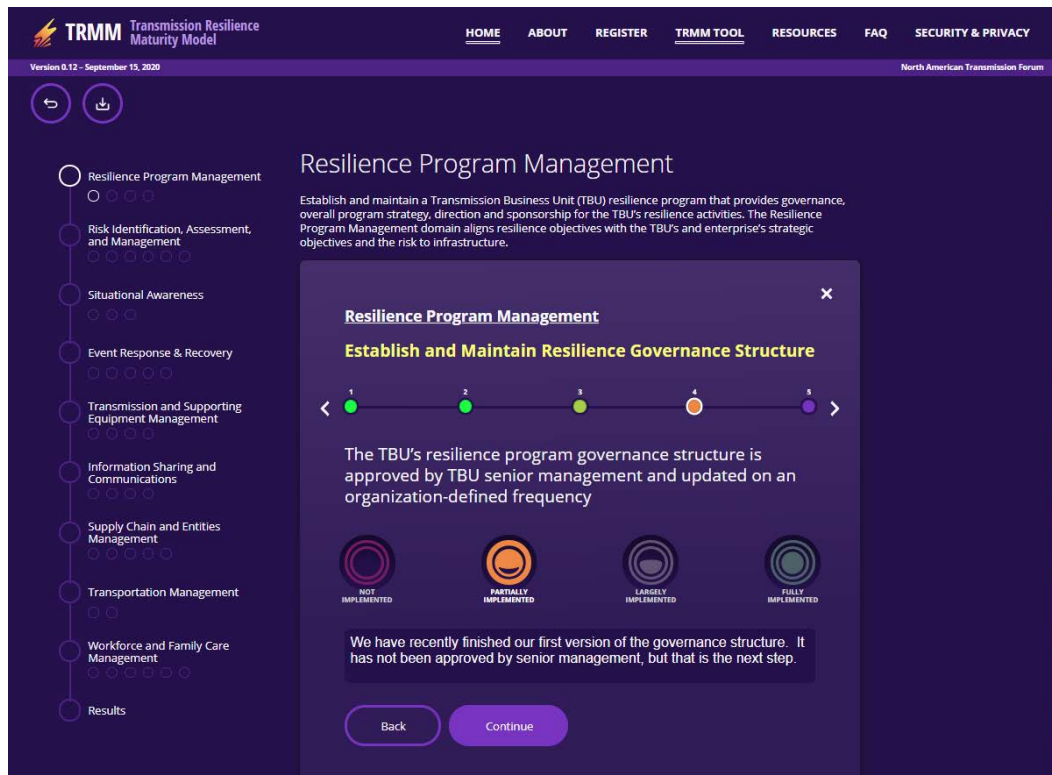 TRMM Transmission Resilience
Maturity Model
HOME ABOUT REGISTER TRMM TOOL RESOURCES FAQ SECURITY & PRIVACY
Version 0.12 – September 15, 2020
North American Transmission Forum
Resilience Program Management
Risk Identification, Assessment,
and Management
Situational Awareness
Event Response & Recovery
Transmission and Supporting
Equipment Management
Information Sharing and
Communications
Supply Chain and Entities
Management
Transportation Management
Workforce and Family Care
Management
Results
Resilience Program Management
Establish and maintain a Transmission Business Unit (TBU) resilience program that provides governance,
overall program strategy, direction and sponsorship for the TBU's resilience activities. The Resilience
Program Management domain aligns resilience objectives with the TBU's and enterprise's strategic
objectives and the risk to infrastructure.
Resilience Program Management
Establish and Maintain Resilience Governance Structure
1 2 3 4 5
The TBU's resilience program governance structure is
approved by TBU senior management and updated on an
organization-defined frequency
NOT
IMPLEMENTED
PARTIALLY
IMPLEMENTED
LARGELY
IMPLEMENTED
FULLY
IMPLEMENTED
We have recently finished our first version of the governance structure. It
has not been approved by senior management, but that is the next step.
Back
Continue